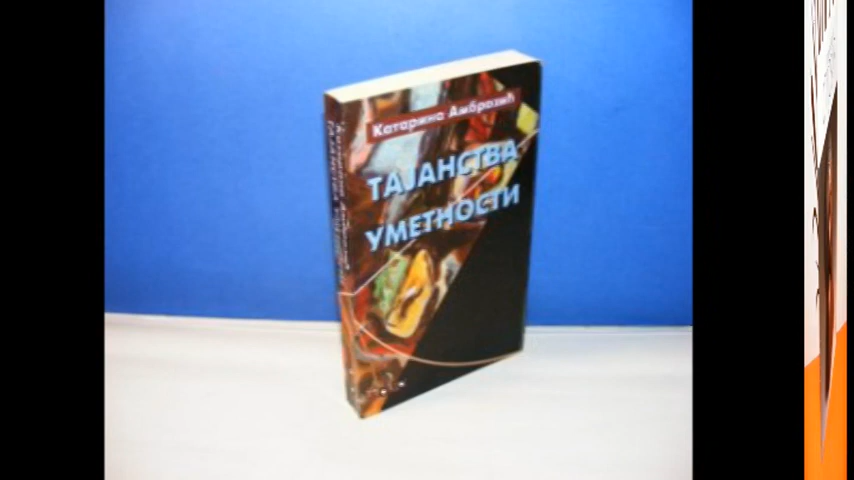 Катарина Амброзић
ТАЈАНСТВА
УМЕТНОСТИ